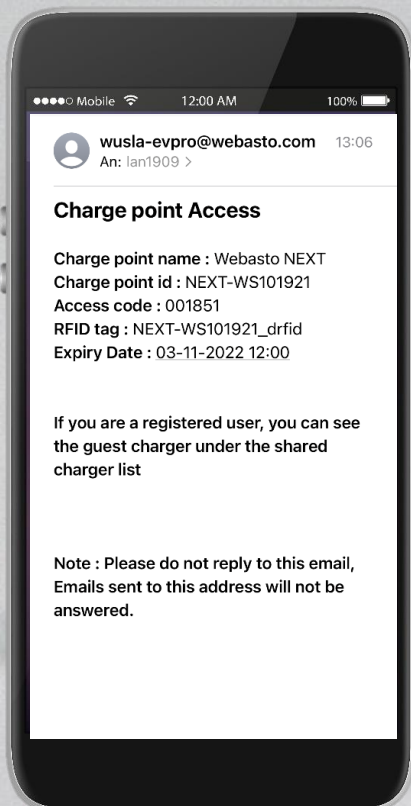 Mobile 12:00 AM 100%
wusla-evpro@webasto.com 13:06
An: lan1909 >
Charge point Access
Charge point name : Webasto NEXT
Charge point id : NEXT-WS101921
Access code : 001851
RFID tag : NEXT-WS101921_drfid
Expiry Date : 03-11-2022 12:00
If you are a registered user, you can see
the guest charger under the shared
charger list
Note : Please do not reply to this email,
Emails sent to this address will not be
answered.